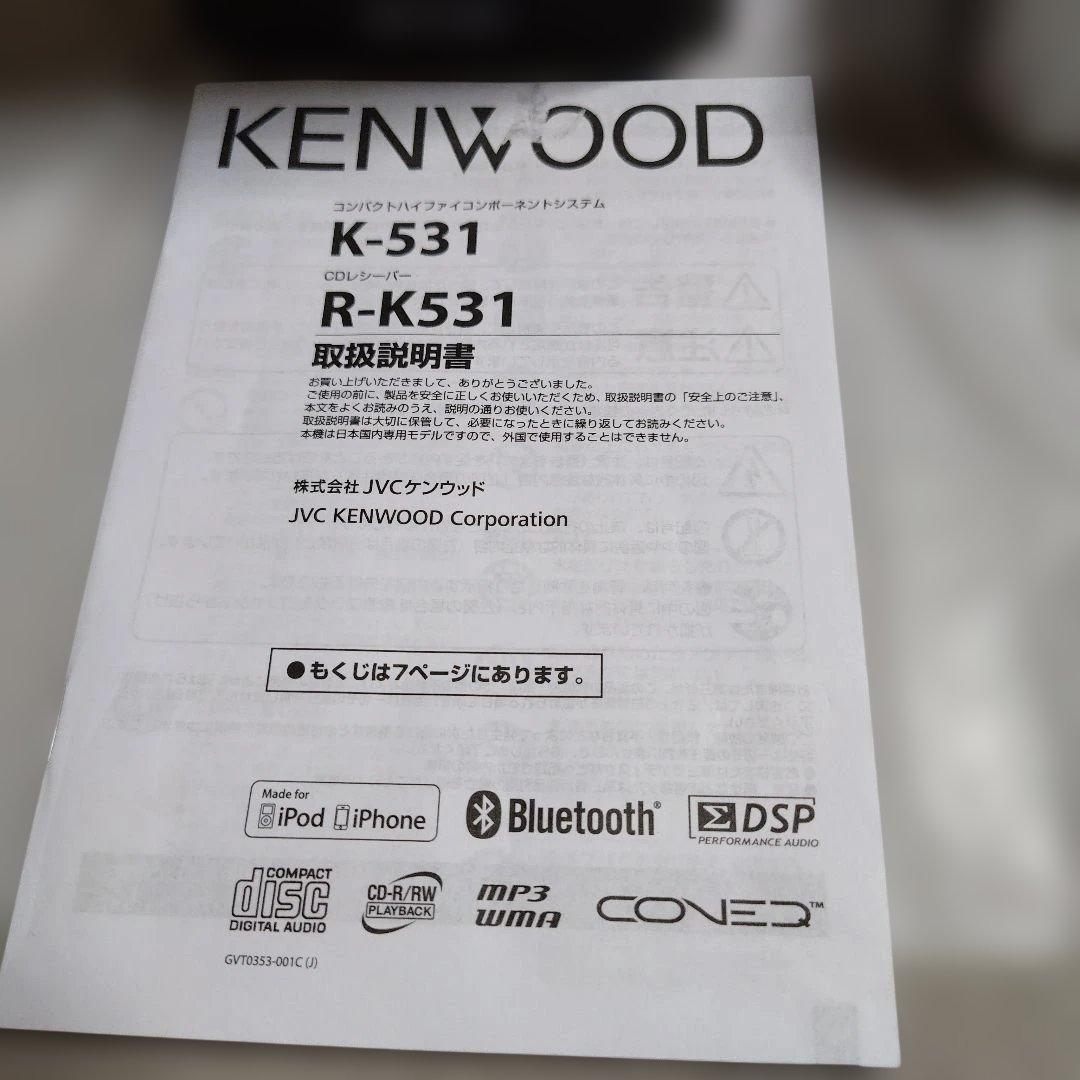 KENWOOD
コンパクトハイファイコンポーネントシステム
K-531
CDレシーバー
R-K531
取扱説明書
お買い上げいただきまして、ありがとうございました。
ご使用の前に、製品を安全に正しくお使いいただくため、取扱説明書の「安全上のご注意」、
本文をよくお読みのうえ、説明の通りお使いください。
取扱説明書は大切に保管して、必要になったときに繰り返してお読みください。
本機は日本国内専用モデルですので、外国で使用することはできません。
株式会社 JVCケンウッド
JVC KENWOOD Corporation
●もくじは7ページにあります。
Made for
iPod iPhone
Bluetooth®
DSP
PERFORMANCE AUDIO
COMPACT
disc
DIGITAL AUDIO
CD-R/RW
PLAYBACK
MP3
WMA
CONEQ™
GVT0353-001C (J)